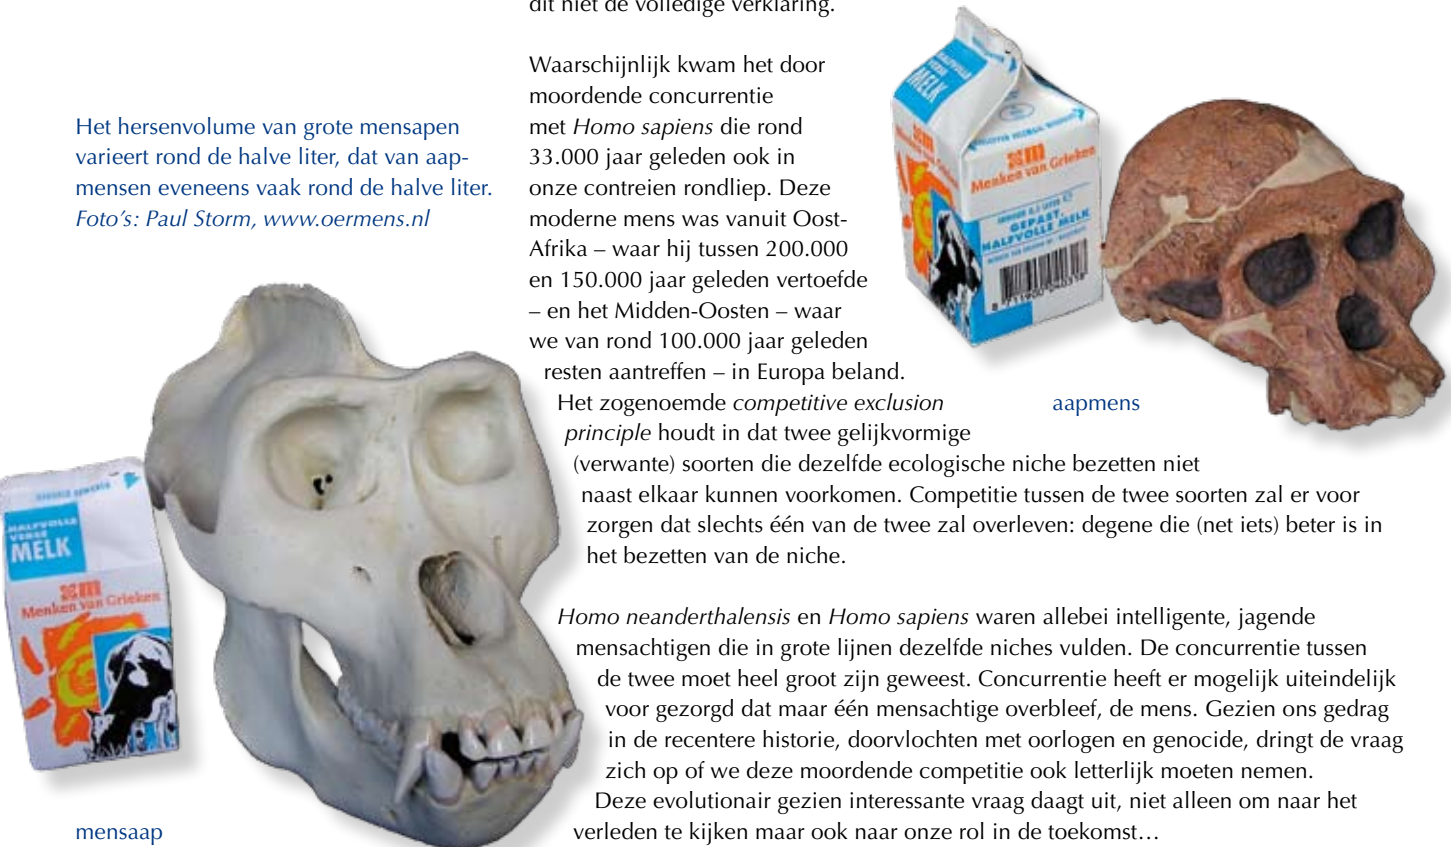 dit niet de volledige verklaring.
Waarschijnlijk kwam het door
moordende concurrentie
met Homo sapiens die rond
33.000 jaar geleden ook in
onze contreien rondliep. Deze
moderne mens was vanuit Oost-
Afrika – waar hij tussen 200.000
en 150.000 jaar geleden vertoefde
– en het Midden-Oosten – waar
we van rond 100.000 jaar geleden
resten aantreffen – in Europa beland.
Het zogenoemde competitive exclusion
principle houdt in dat twee gelijkvormige
(verwante) soorten die dezelfde ecologische niche bezetten niet
naast elkaar kunnen voorkomen. Competitie tussen de twee soorten zal er voor
zorgen dat slechts één van de twee zal overleven: degene die (net iets) beter is in
het bezetten van de niche.
Homo neanderthalensis en Homo sapiens waren allebei intelligente, jagende
mensachtigen die in grote lijnen dezelfde niches vulden. De concurrentie tussen
de twee moet heel groot zijn geweest. Concurrentie heeft er mogelijk uiteindelijk
voor gezorgd dat maar één mensachtige overbleef, de mens. Gezien ons gedrag
in de recentere historie, doorvlochten met oorlogen en genocide, dringt de vraag
zich op of we deze moordende competitie ook letterlijk moeten nemen.
Deze evolutionair gezien interessante vraag daagt uit, niet alleen om naar het
verleden te kijken maar ook naar onze rol in de toekomst…
Het hersenvolume van grote mensapen
varieert rond de halve liter, dat van aap-
mensen eveneens vaak rond de halve liter.
Foto's: Paul Storm, www.oermens.nl
MELK
Menken van Grieken
GEPAST.
HALFVOLLE MELK
aapmens
HALFVOLLE
VERSE
MELK
Menken van Grieken
mensaap